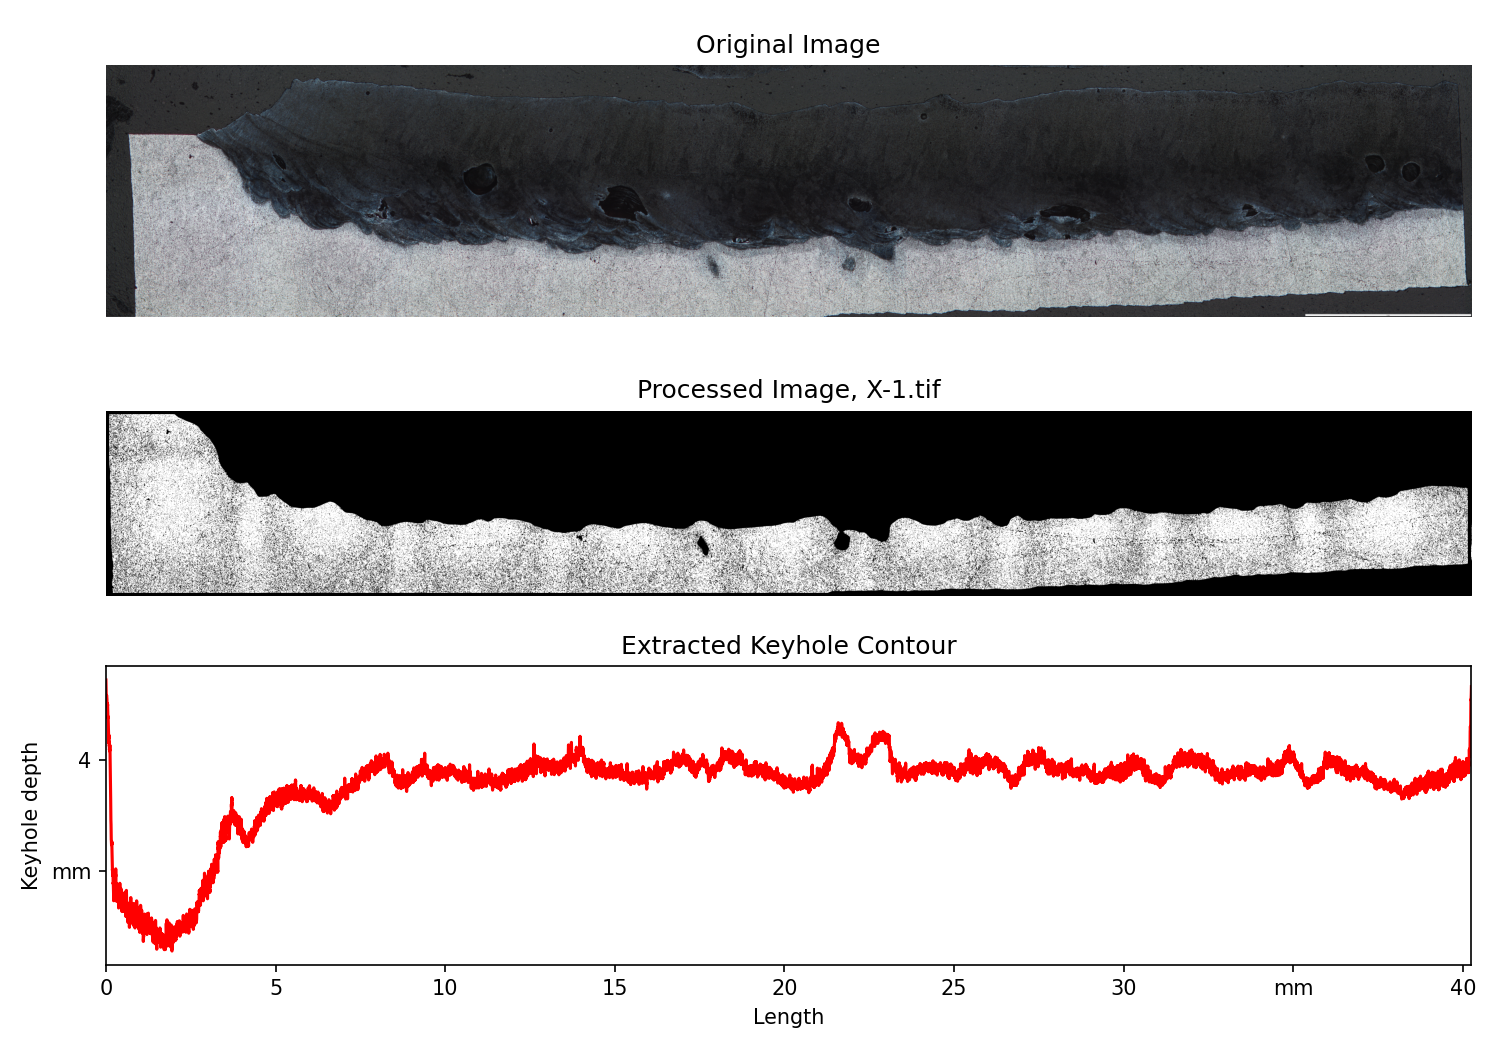 Original Image
Processed Image, X-1.tif
Extracted Keyhole Contour
Keyhole depth
4
mm
0 5 10 15 20 25 30 mm 40
Length